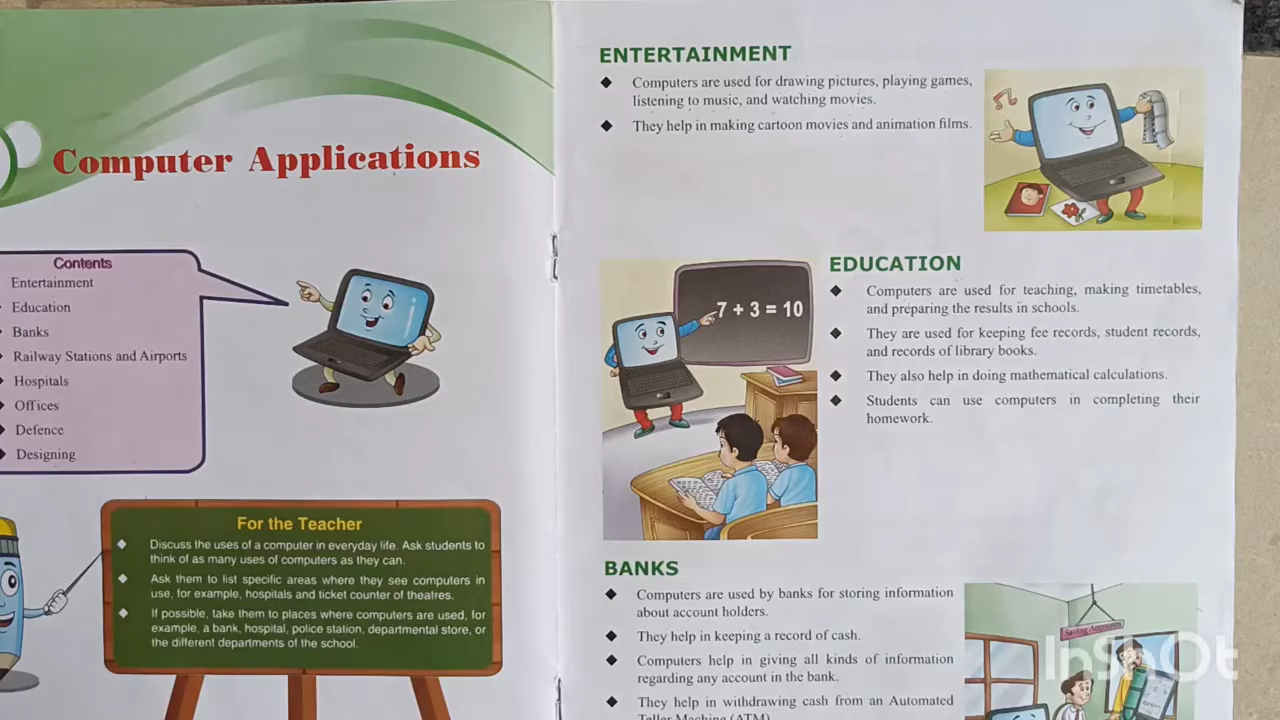 Computer Applications
Contents
Entertainment
Education
Banks
Railway Stations and Airports
Hospitals
Offices
Defence
Designing
For the Teacher
Discuss the uses of a computer in everyday life. Ask students to
think of as many uses of computers as they can.
Ask them to list specific areas where they see computers in
use, for example, hospitals and ticket counter of theatres.
If possible, take them to places where computers are used, for
example, a bank, hospital, police station, departmental store, or
the different departments of the school.
ENTERTAINMENT
Computers are used for drawing pictures, playing games,
listening to music, and watching movies.
They help in making cartoon movies and animation films.
7 + 3 = 10
EDUCATION
Computers are used for teaching, making timetables,
and preparing the results in schools.
They are used for keeping fee records, student records,
and records of library books.
They also help in doing mathematical calculations.
Students can use computers in completing their
homework.
BANKS
Computers are used by banks for storing information
about account holders.
They help in keeping a record of cash.
Computers help in giving all kinds of information
regarding any account in the bank.
They help in withdrawing cash from an Automated
Teller Machine (ATM)
Saving Accounts
InShOt